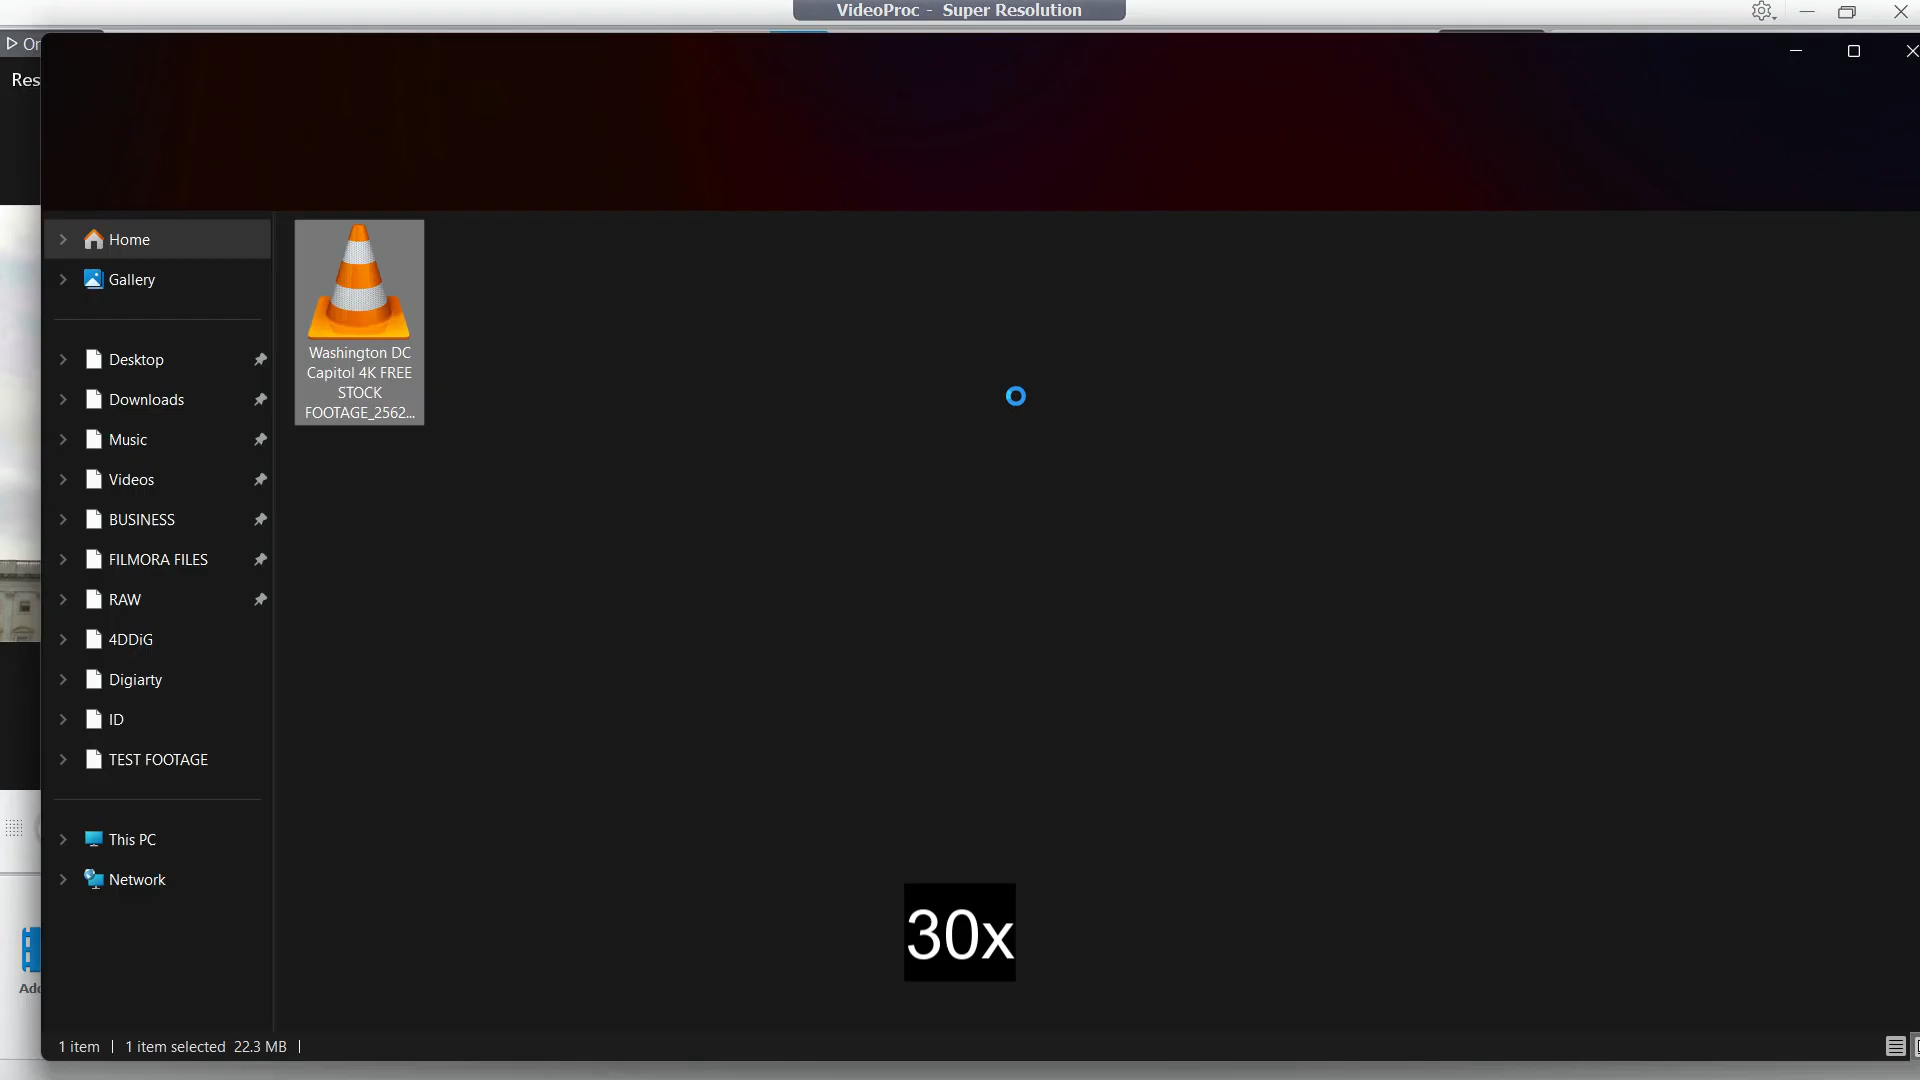 VideoProc - Super Resolution
Res
Home
Gallery
Washington DC
Capitol 4K FREE
STOCK
FOOTAGE_2562...
Desktop
Downloads
Music
Videos
BUSINESS
FILMORA FILES
RAW
4DDiG
Digiarty
ID
TEST FOOTAGE
This PC
Network
30x
1 item | 1 item selected 22.3 MB |